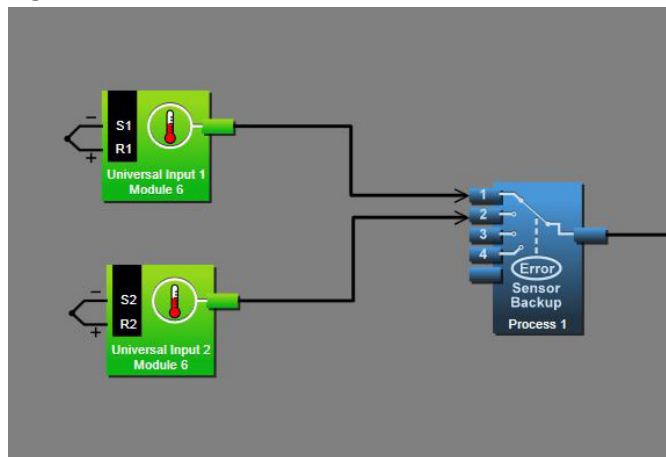 −
S1
R1
+
Universal Input 1
Module 6
−
S2
R2
+
Universal Input 2
Module 6
1
2
3
4
Error
Sensor
Backup
Process 1